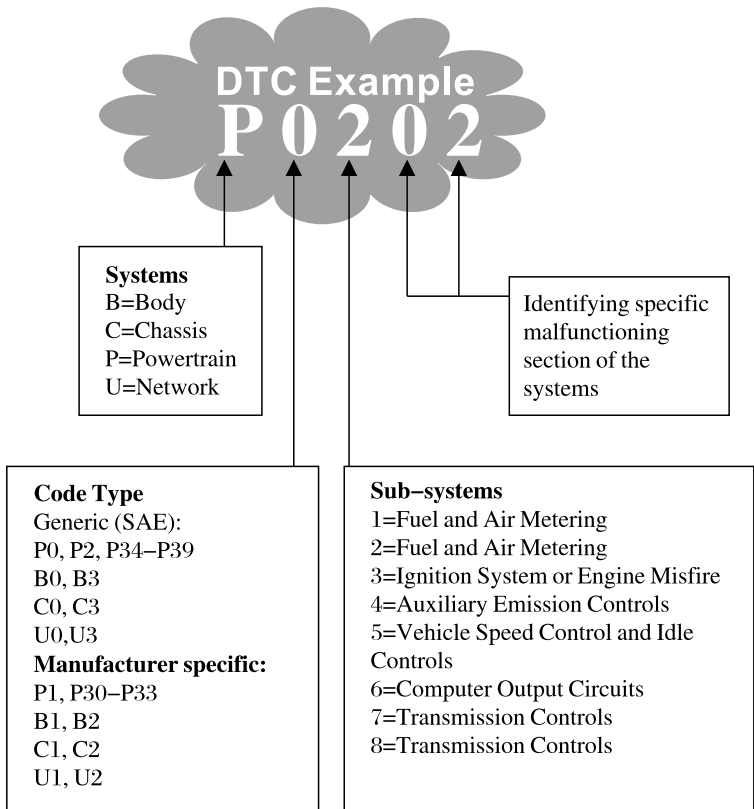 DTC Example
P0202
Systems
B=Body
C=Chassis
P=Powertrain
U=Network
Identifying specific
malfunctioning
section of the
systems
Code Type
Generic (SAE):
P0, P2, P34–P39
B0, B3
C0, C3
U0,U3
Manufacturer specific:
P1, P30–P33
B1, B2
C1, C2
U1, U2
Sub–systems
1=Fuel and Air Metering
2=Fuel and Air Metering
3=Ignition System or Engine Misfire
4=Auxiliary Emission Controls
5=Vehicle Speed Control and Idle
Controls
6=Computer Output Circuits
7=Transmission Controls
8=Transmission Controls